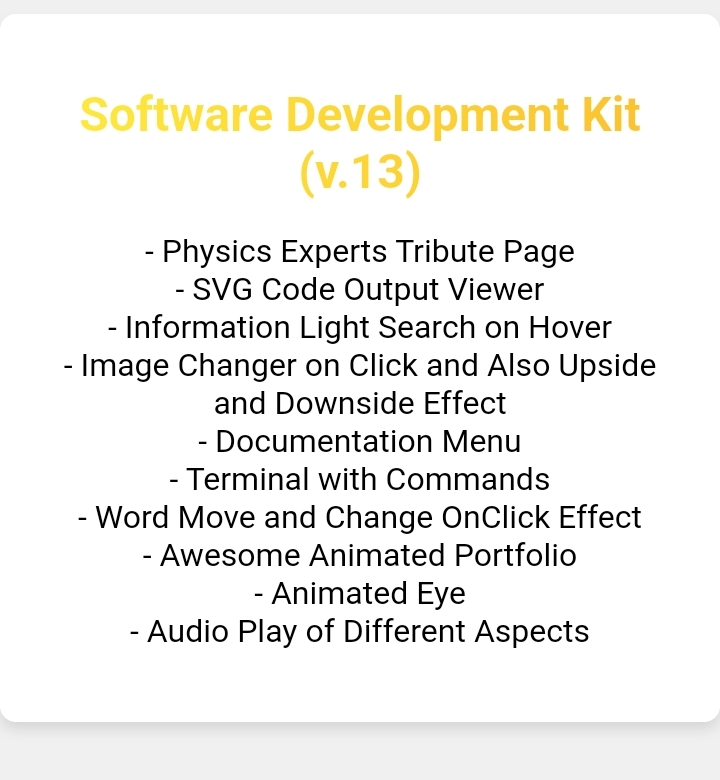 Software Development Kit
(v.13)
- Physics Experts Tribute Page
- SVG Code Output Viewer
- Information Light Search on Hover
- Image Changer on Click and Also Upside
and Downside Effect
- Documentation Menu
- Terminal with Commands
- Word Move and Change OnClick Effect
- Awesome Animated Portfolio
- Animated Eye
- Audio Play of Different Aspects